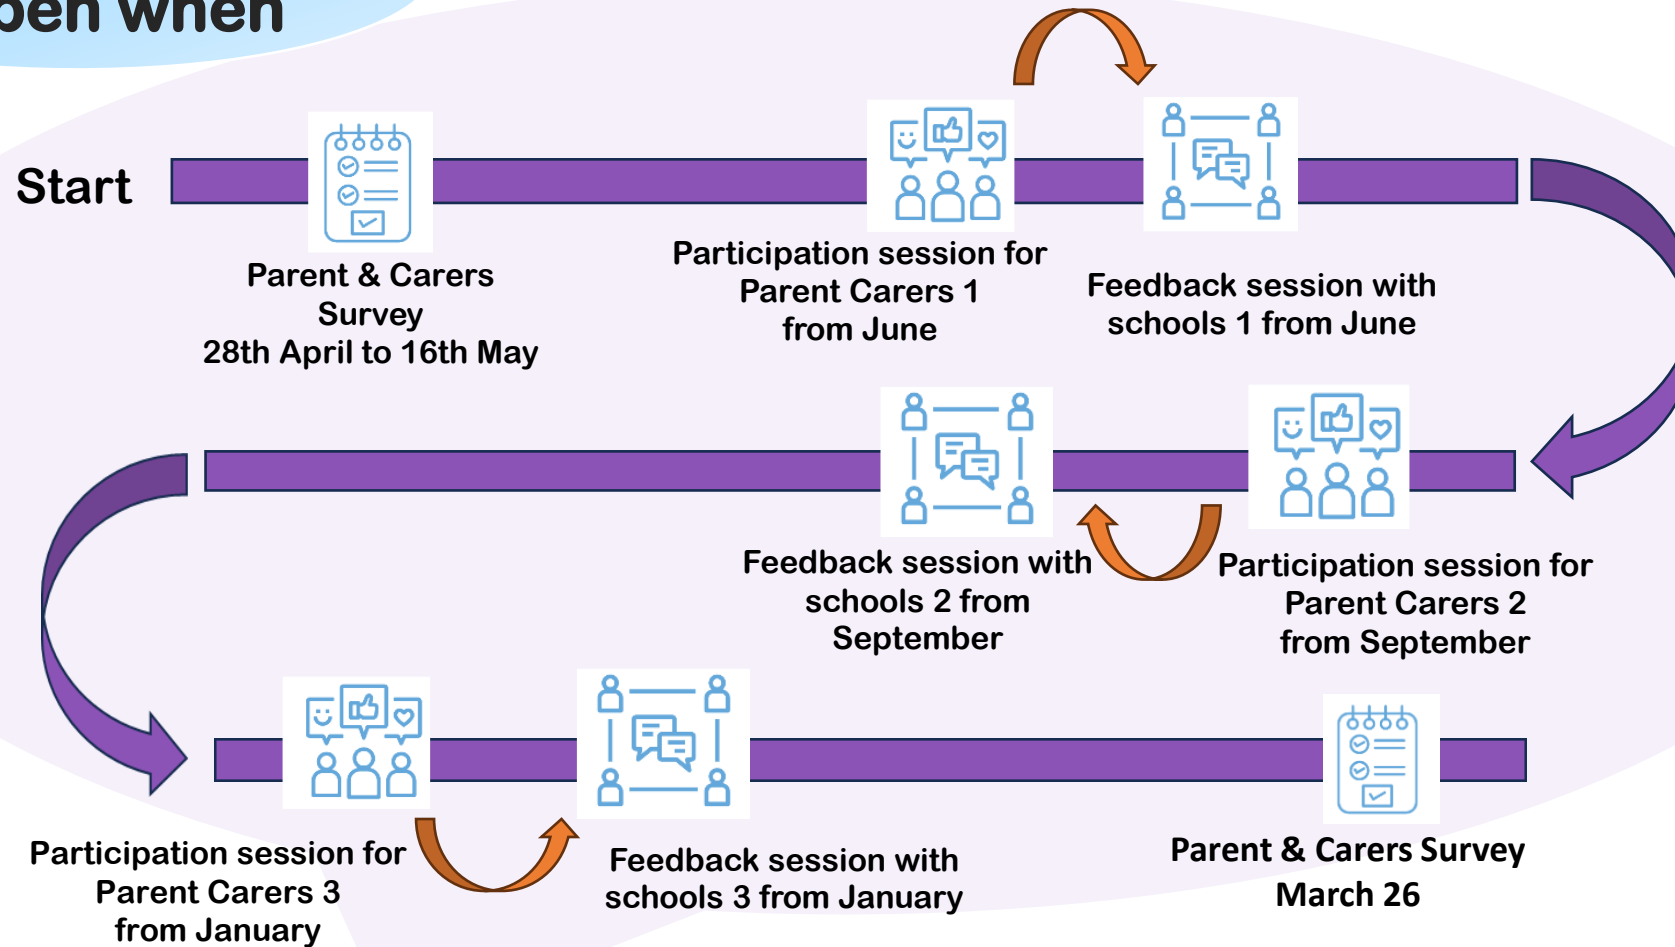 pen when
Start
Parent & Carers
Survey
28th April to 16th May
Participation session for
Parent Carers 1
from June
Feedback session with
schools 1 from June
Participation session for
Parent Carers 2
from September
Feedback session with
schools 2 from
September
Participation session for
Parent Carers 3
from January
Feedback session with
schools 3 from January
Parent & Carers Survey
March 26